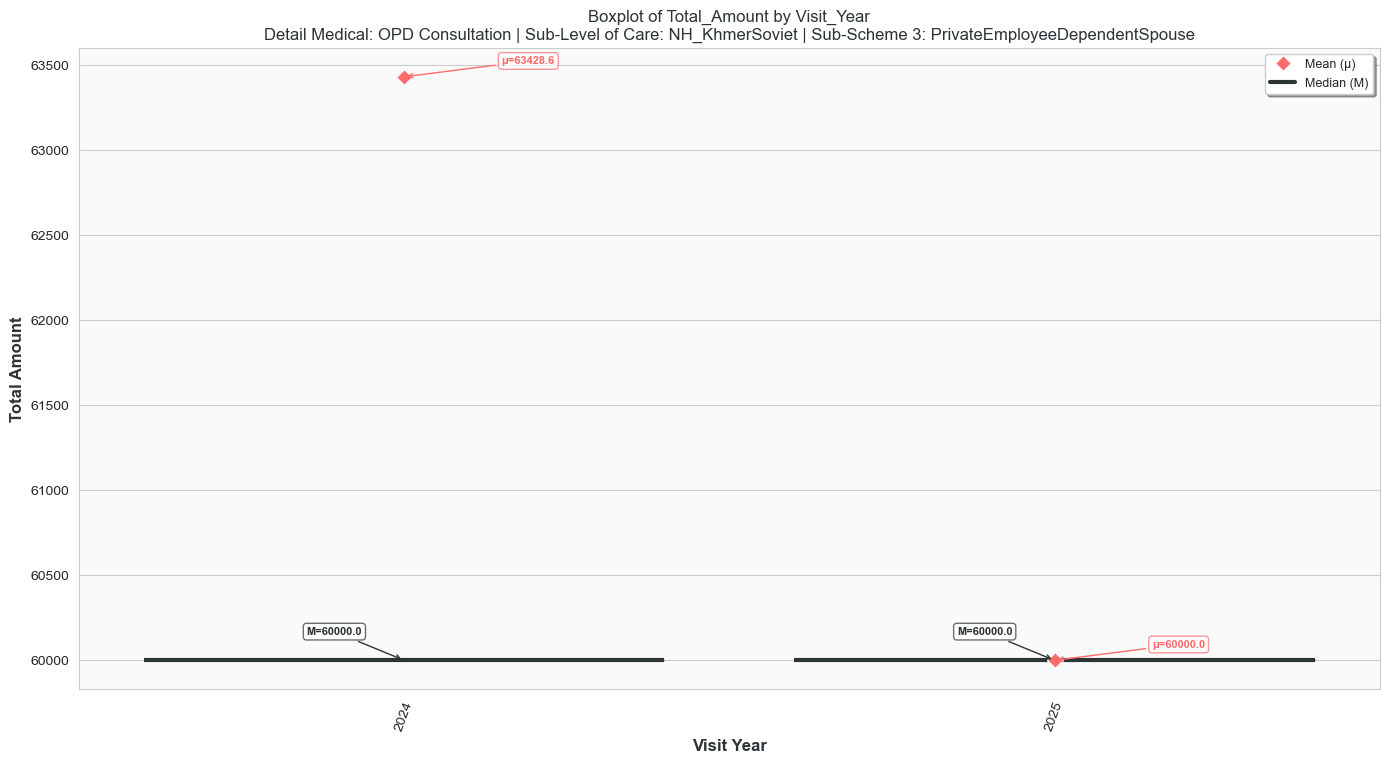 Boxplot of Total_Amount by Visit_Year
Detail Medical: OPD Consultation | Sub-Level of Care: NH_KhmerSoviet | Sub-Scheme 3: PrivateEmployeeDependentSpouse
μ=63428.6
Mean (μ)
Median (M)
63500
63000
62500
62000
61500
61000
60500
60000
Total Amount
M=60000.0
M=60000.0
μ=60000.0
2024
2025
Visit Year